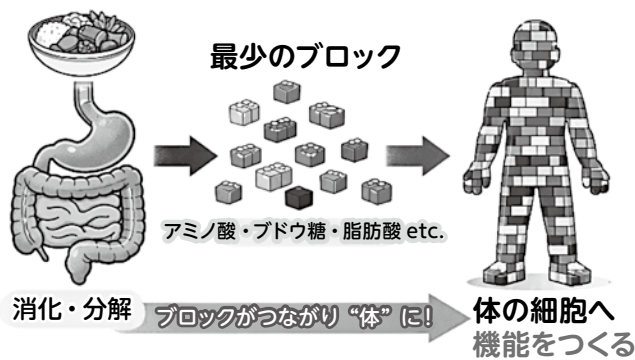 最少のブロック
アミノ酸・ブドウ糖・脂肪酸 etc.
消化・分解
ブロックがつながり “体” に!
体の細胞へ
機能をつくる